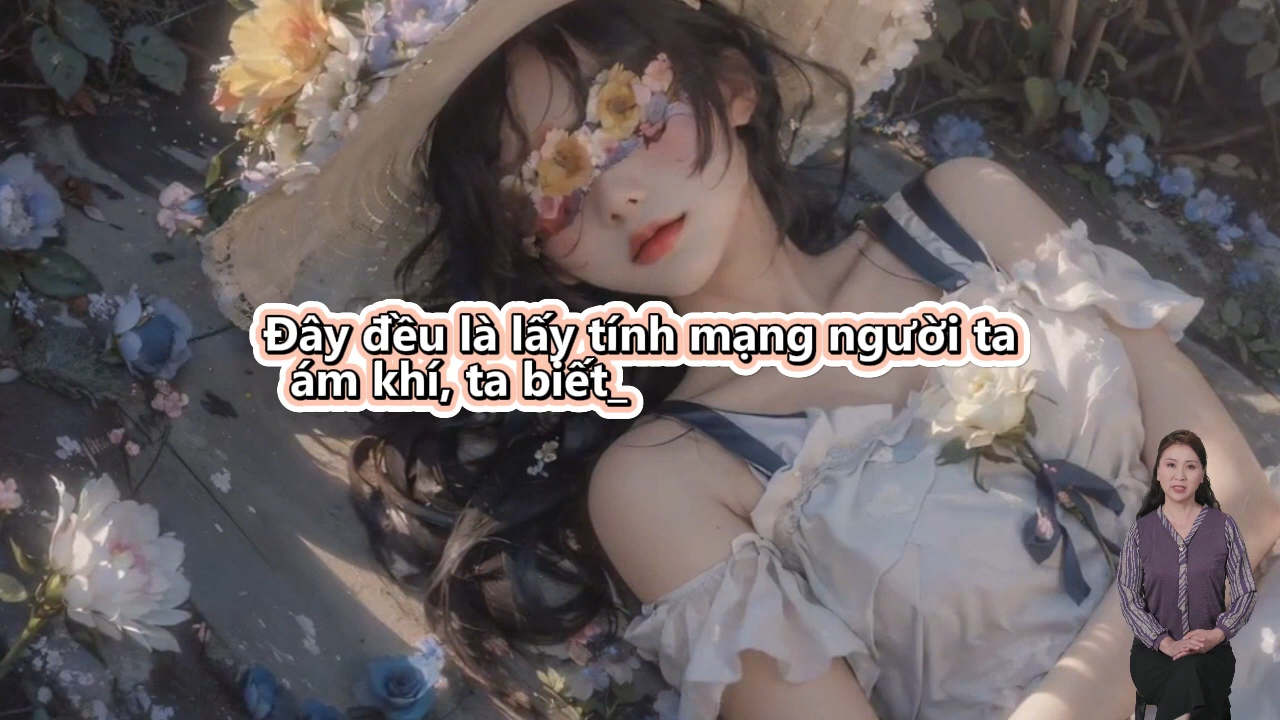 Đây đều là lấy tính mạng người ta
ám khí, ta biết_